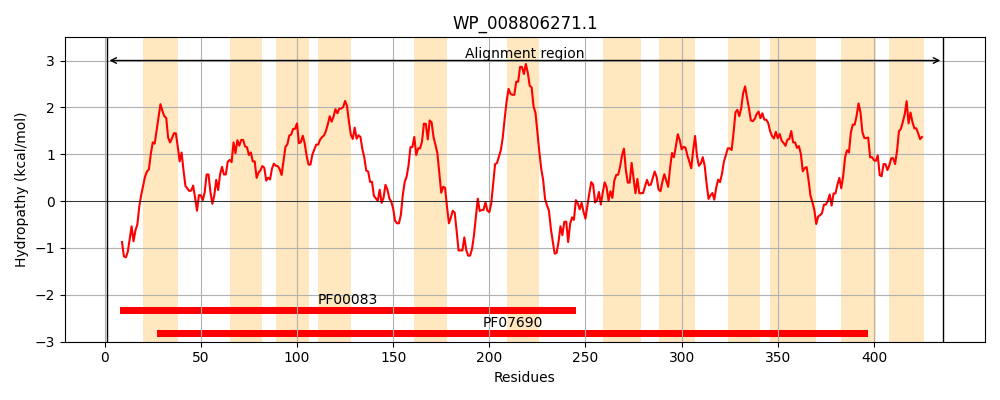 WP_008806271.1
Alignment region
Hydropathy (kcal/mol)
3
2
1
0
−1
−2
−3
PF00083
PF07690
0 50 100 150 200 250 300 350 400
Residues